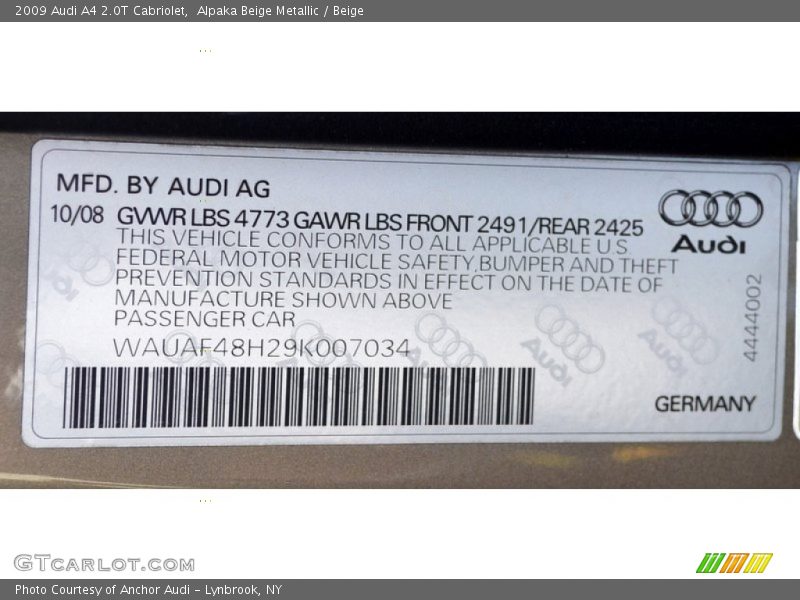 2009 Audi A4 2.0T Cabriolet,  Alpaka Beige Metallic / Beige
MFD. BY AUDI AG
10/08 GVWR LBS 4773 GAWR LBS FRONT 2491/REAR 2425
THIS VEHICLE CONFORMS TO ALL APPLICABLE U S
FEDERAL MOTOR VEHICLE SAFETY,BUMPER AND THEFT
PREVENTION STANDARDS IN EFFECT ON THE DATE OF
MANUFACTURE SHOWN ABOVE
PASSENGER CAR
WAUAF48H29K007034
Audi
4444002
GERMANY
Audi
Audi
Audi
GTCARLOT.COM
Photo Courtesy of Anchor Audi - Lynbrook, NY